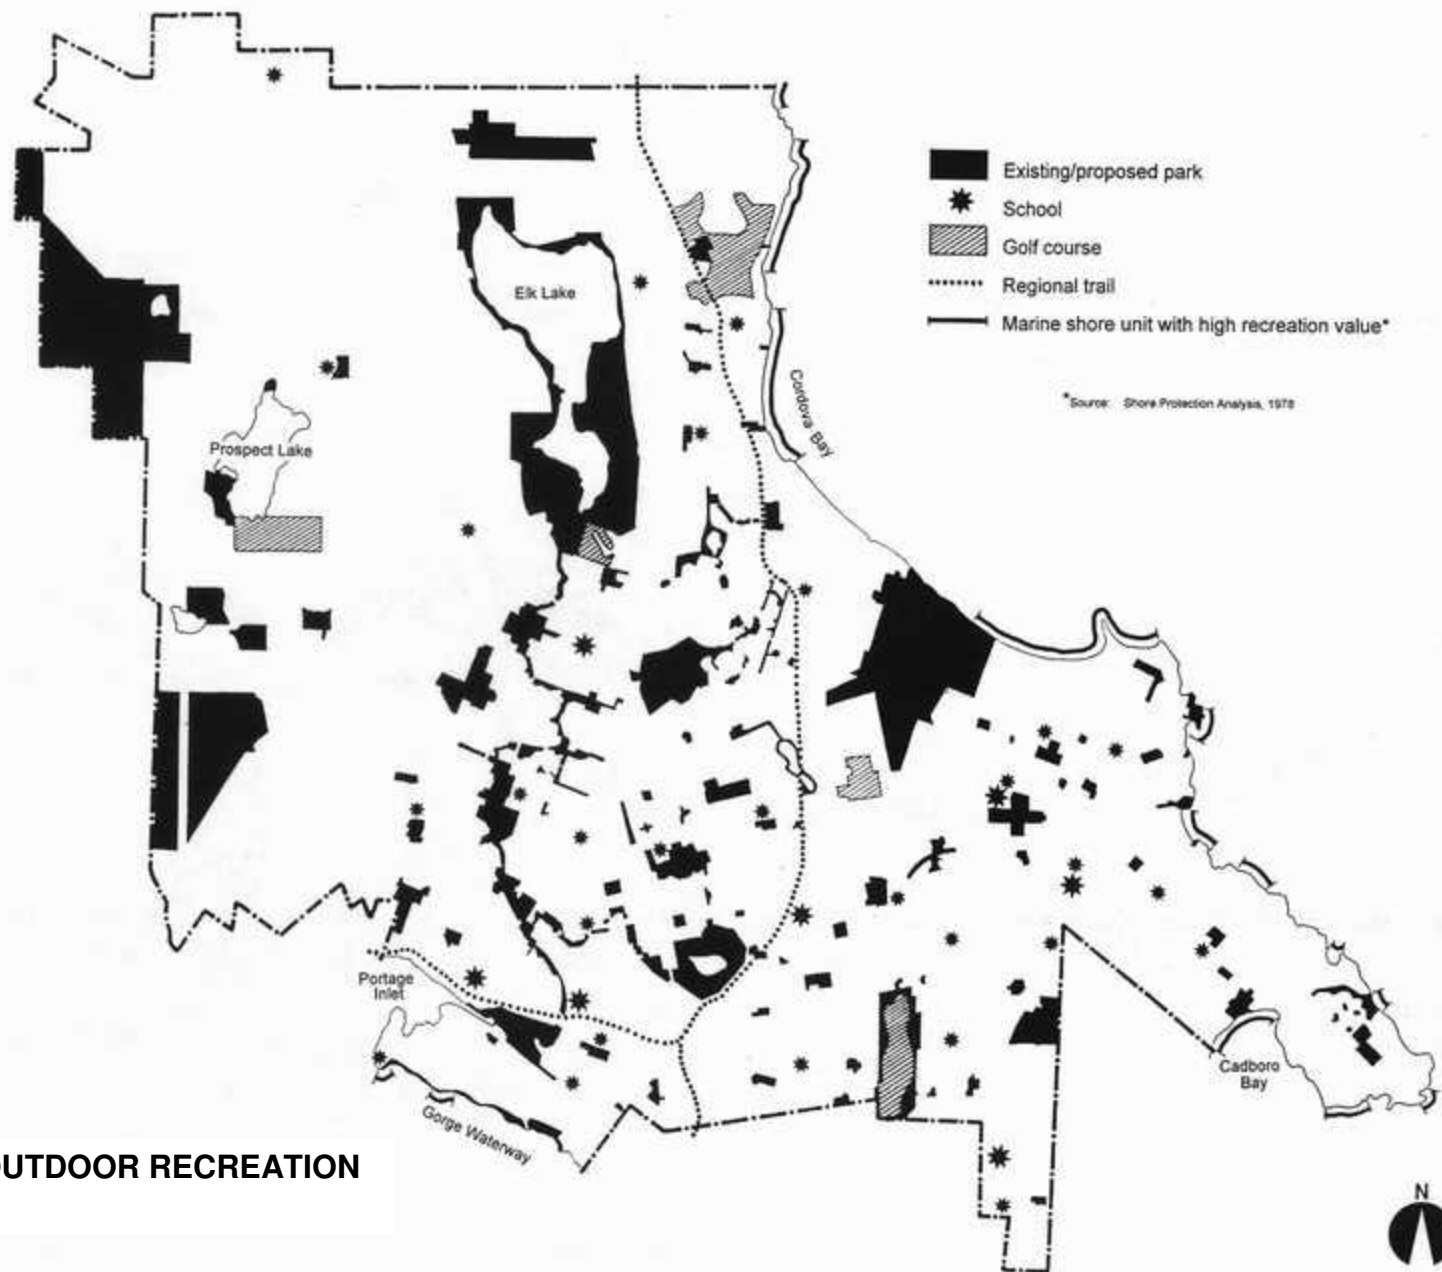 Existing/proposed park
School
Golf course
Regional trail
Marine shore unit with high recreation value*
*Source: Shore Protection Analysis, 1978
Elk Lake
Cordova Bay
Prospect Lake
Portage
Inlet
Gorge Waterway
Cadboro
Bay
OUTDOOR RECREATION
N